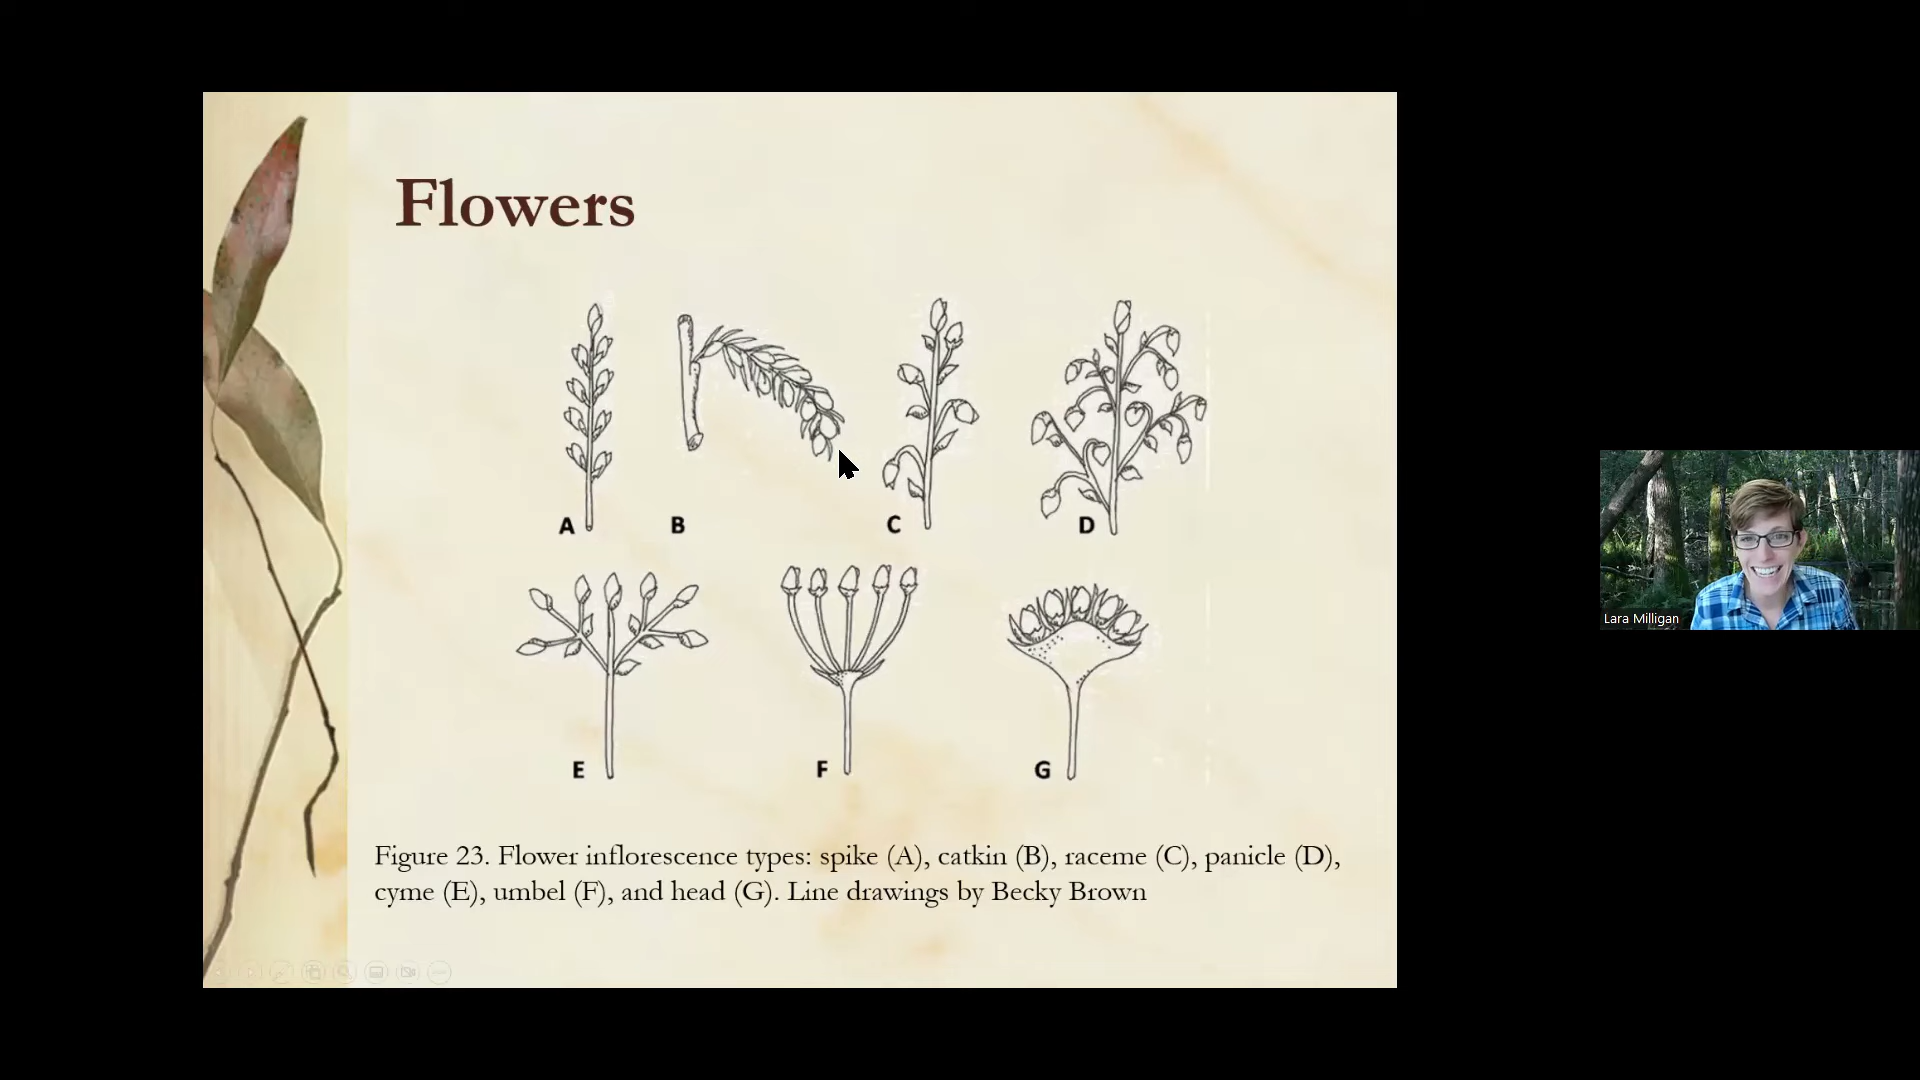 Flowers
A
B
C
D
E
F
G
Figure 23. Flower inflorescence types: spike (A), catkin (B), raceme (C), panicle (D),
cyme (E), umbel (F), and head (G). Line drawings by Becky Brown
Lara Milligan